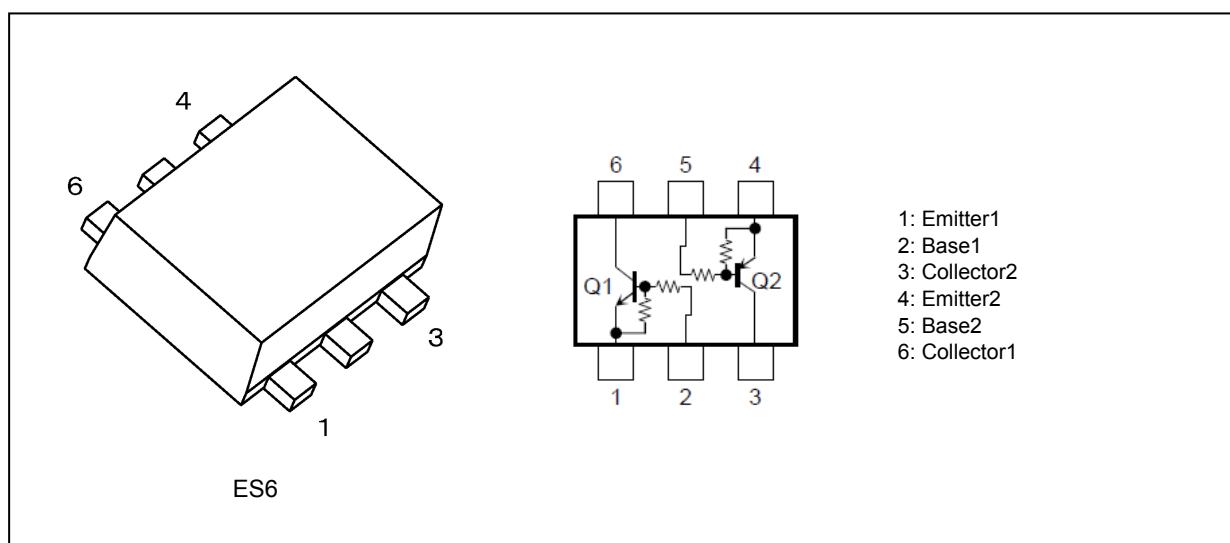 4
6
3
1
ES6
6 5 4
Q1 Q2
1 2 3
1: Emitter1
2: Base1
3: Collector2
4: Emitter2
5: Base2
6: Collector1